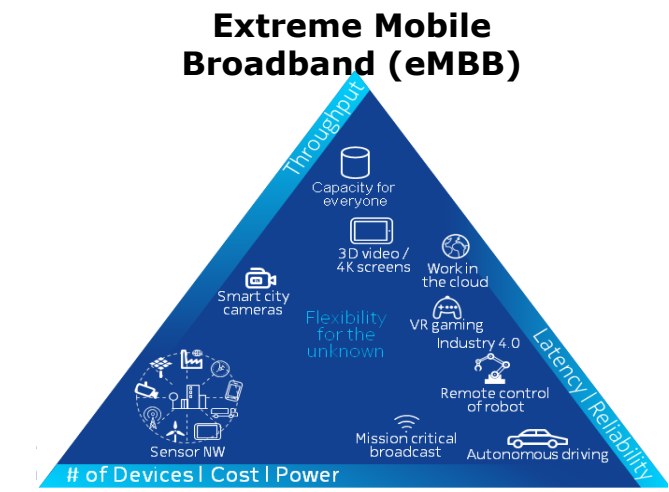 Extreme Mobile
Broadband (eMBB)
Throughput
Capacity for
everyone
3D video /
4K screens
Work in
the cloud
Smart city
cameras
Flexibility
for the
unknown
VR gaming
Industry 4.0
Latency | Reliability
Remote control
of robot
Mission critical
broadcast
Autonomous driving
Sensor NW
# of Devices | Cost | Power